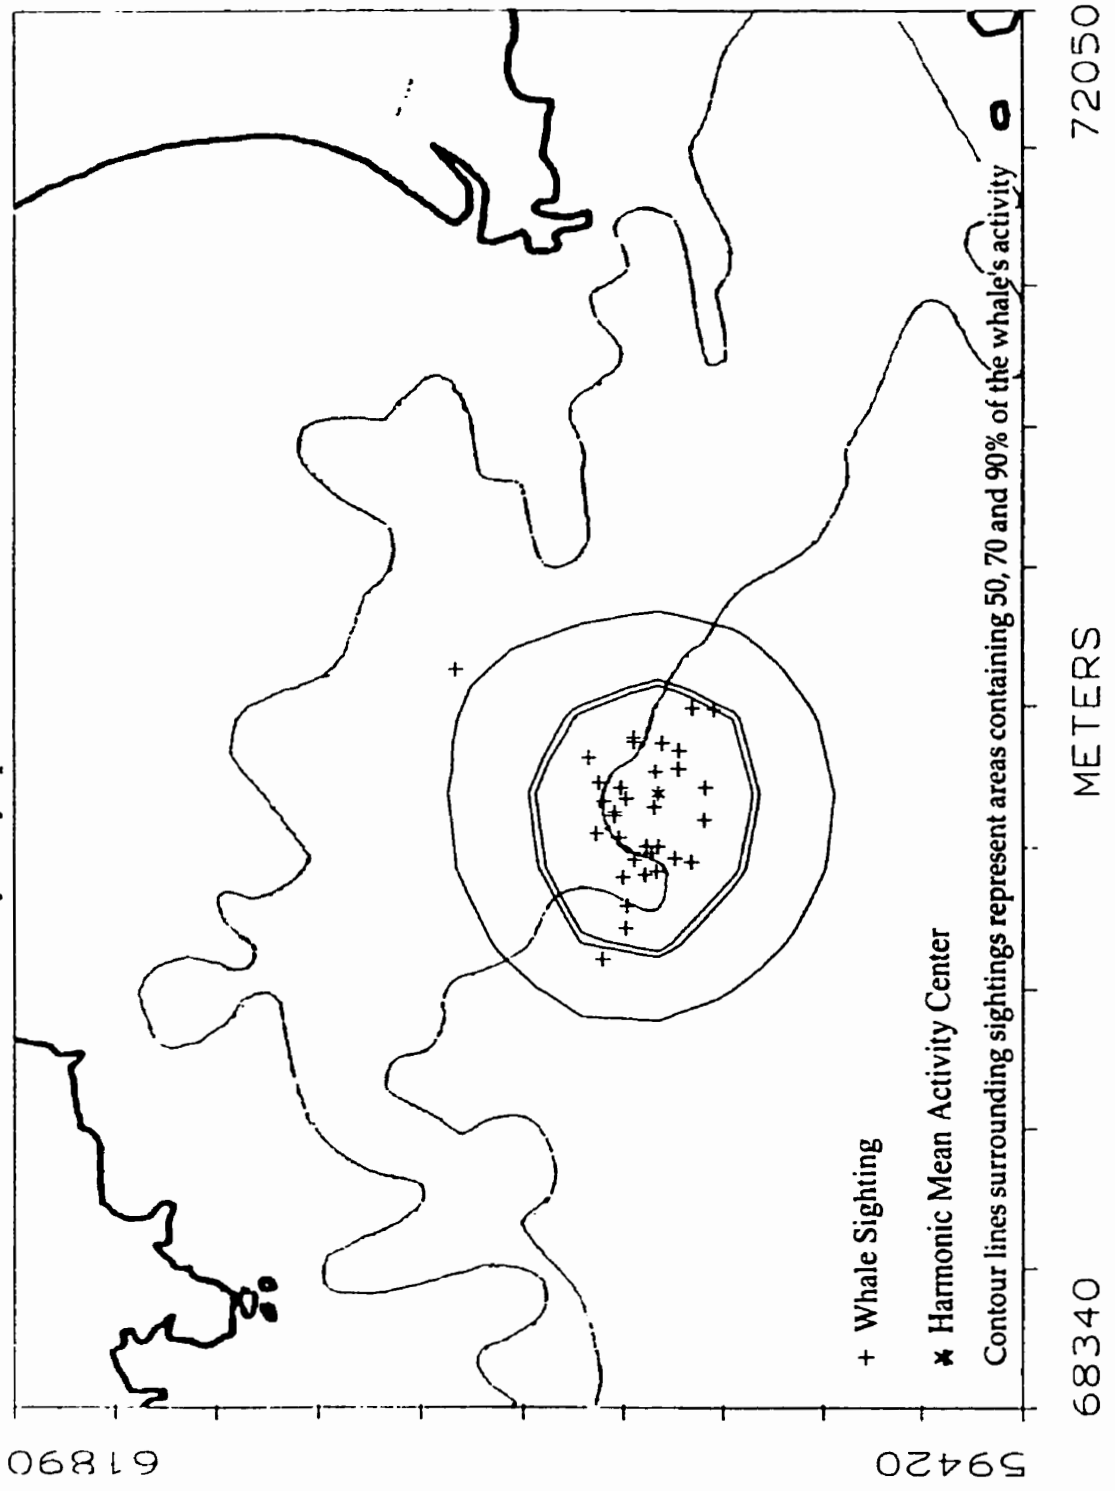 61890
59420
+ Whale Sighting
* Harmonic Mean Activity Center
Contour lines surrounding sightings represent areas containing 50, 70 and 90% of the whale's activity
68340
METERS
72050